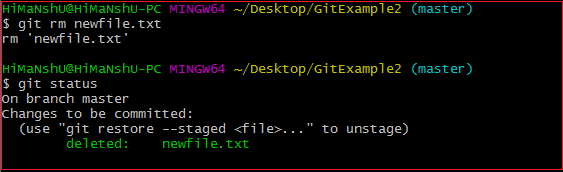 HiMaNshU@HiMaNshU-PC MINGW64 ~/Desktop/GitExample2 (master)
$ git rm newfile.txt
rm 'newfile.txt'
HiMaNshU@HiMaNshU-PC MINGW64 ~/Desktop/GitExample2 (master)
$ git status
On branch master
Changes to be committed:
  (use "git restore --staged <file>..." to unstage)
        deleted:    newfile.txt